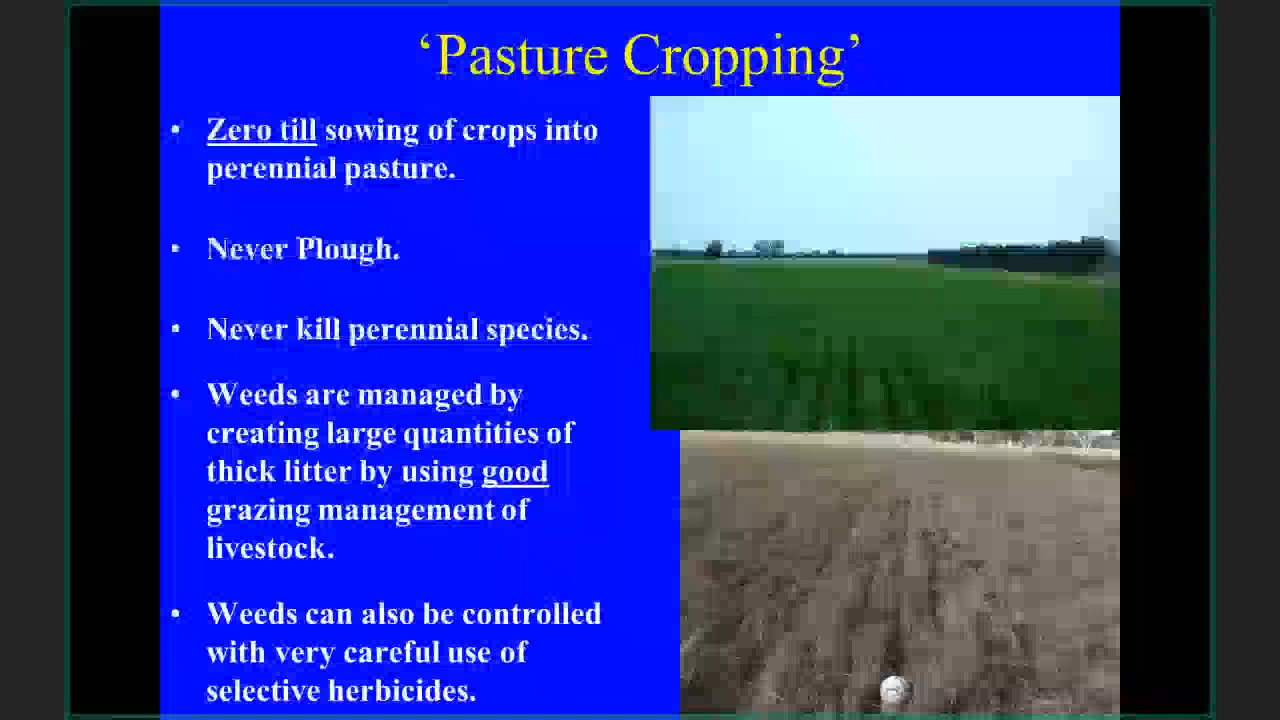 ‘Pasture Cropping’
• Zero till sowing of crops into
perennial pasture.
• Never Plough.
• Never kill perennial species.
• Weeds are managed by
creating large quantities of
thick litter by using good
grazing management of
livestock.
• Weeds can also be controlled
with very careful use of
selective herbicides.